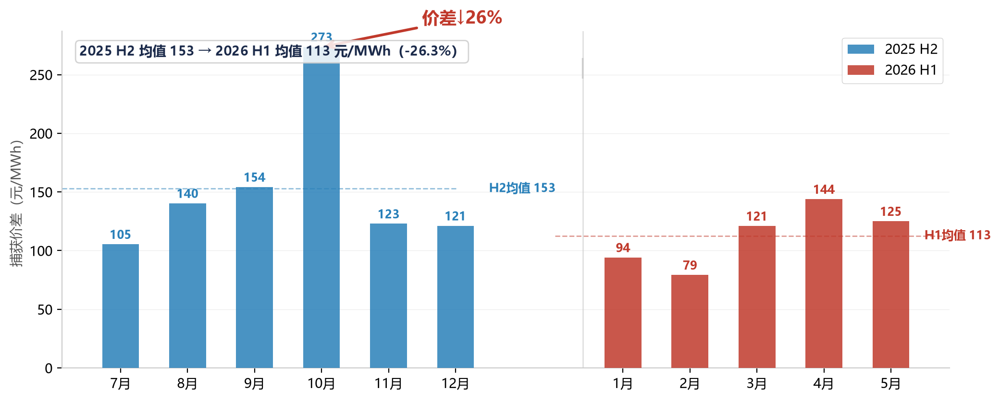 价差↓26%
273
2025 H2 均值 153 → 2026 H1 均值 113 元/MWh（-26.3%）
2025 H2
2026 H1
捕获价差（元/MWh）
250
200
150
100
50
0
105
140
154
123
121
H2均值 153
94
79
121
144
125
H1均值 113
7月
8月
9月
10月
11月
12月
1月
2月
3月
4月
5月